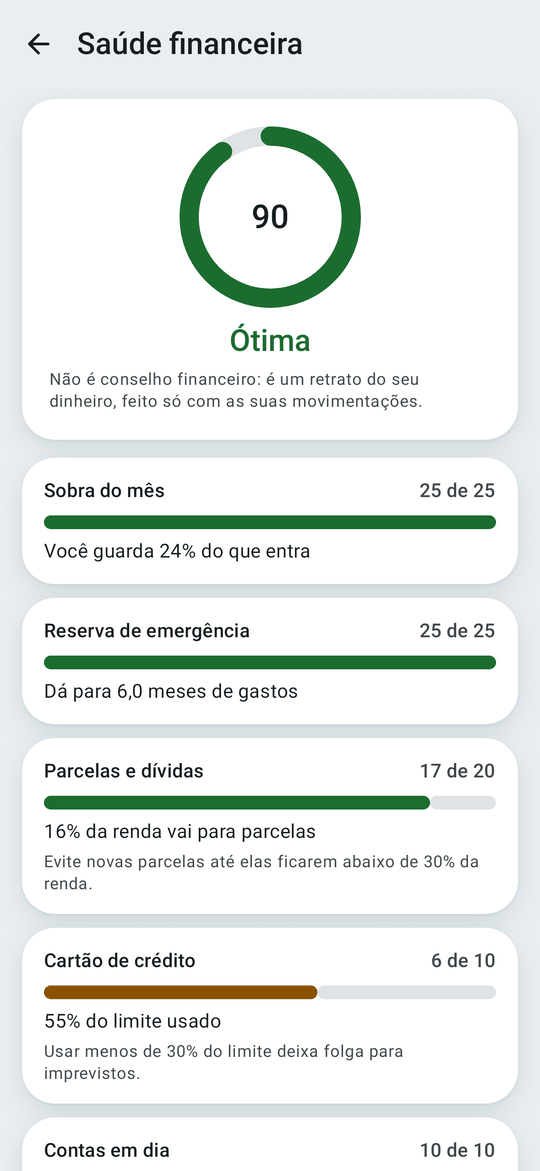 Saúde financeira
90
Ótima
Não é conselho financeiro: é um retrato do seu
dinheiro, feito só com as suas movimentações.
Sobra do mês 25 de 25
Você guarda 24% do que entra
Reserva de emergência 25 de 25
Dá para 6,0 meses de gastos
Parcelas e dívidas 17 de 20
16% da renda vai para parcelas
Evite novas parcelas até elas ficarem abaixo de 30% da
renda.
Cartão de crédito 6 de 10
55% do limite usado
Usar menos de 30% do limite deixa folga para
imprevistos.
Contas em dia 10 de 10